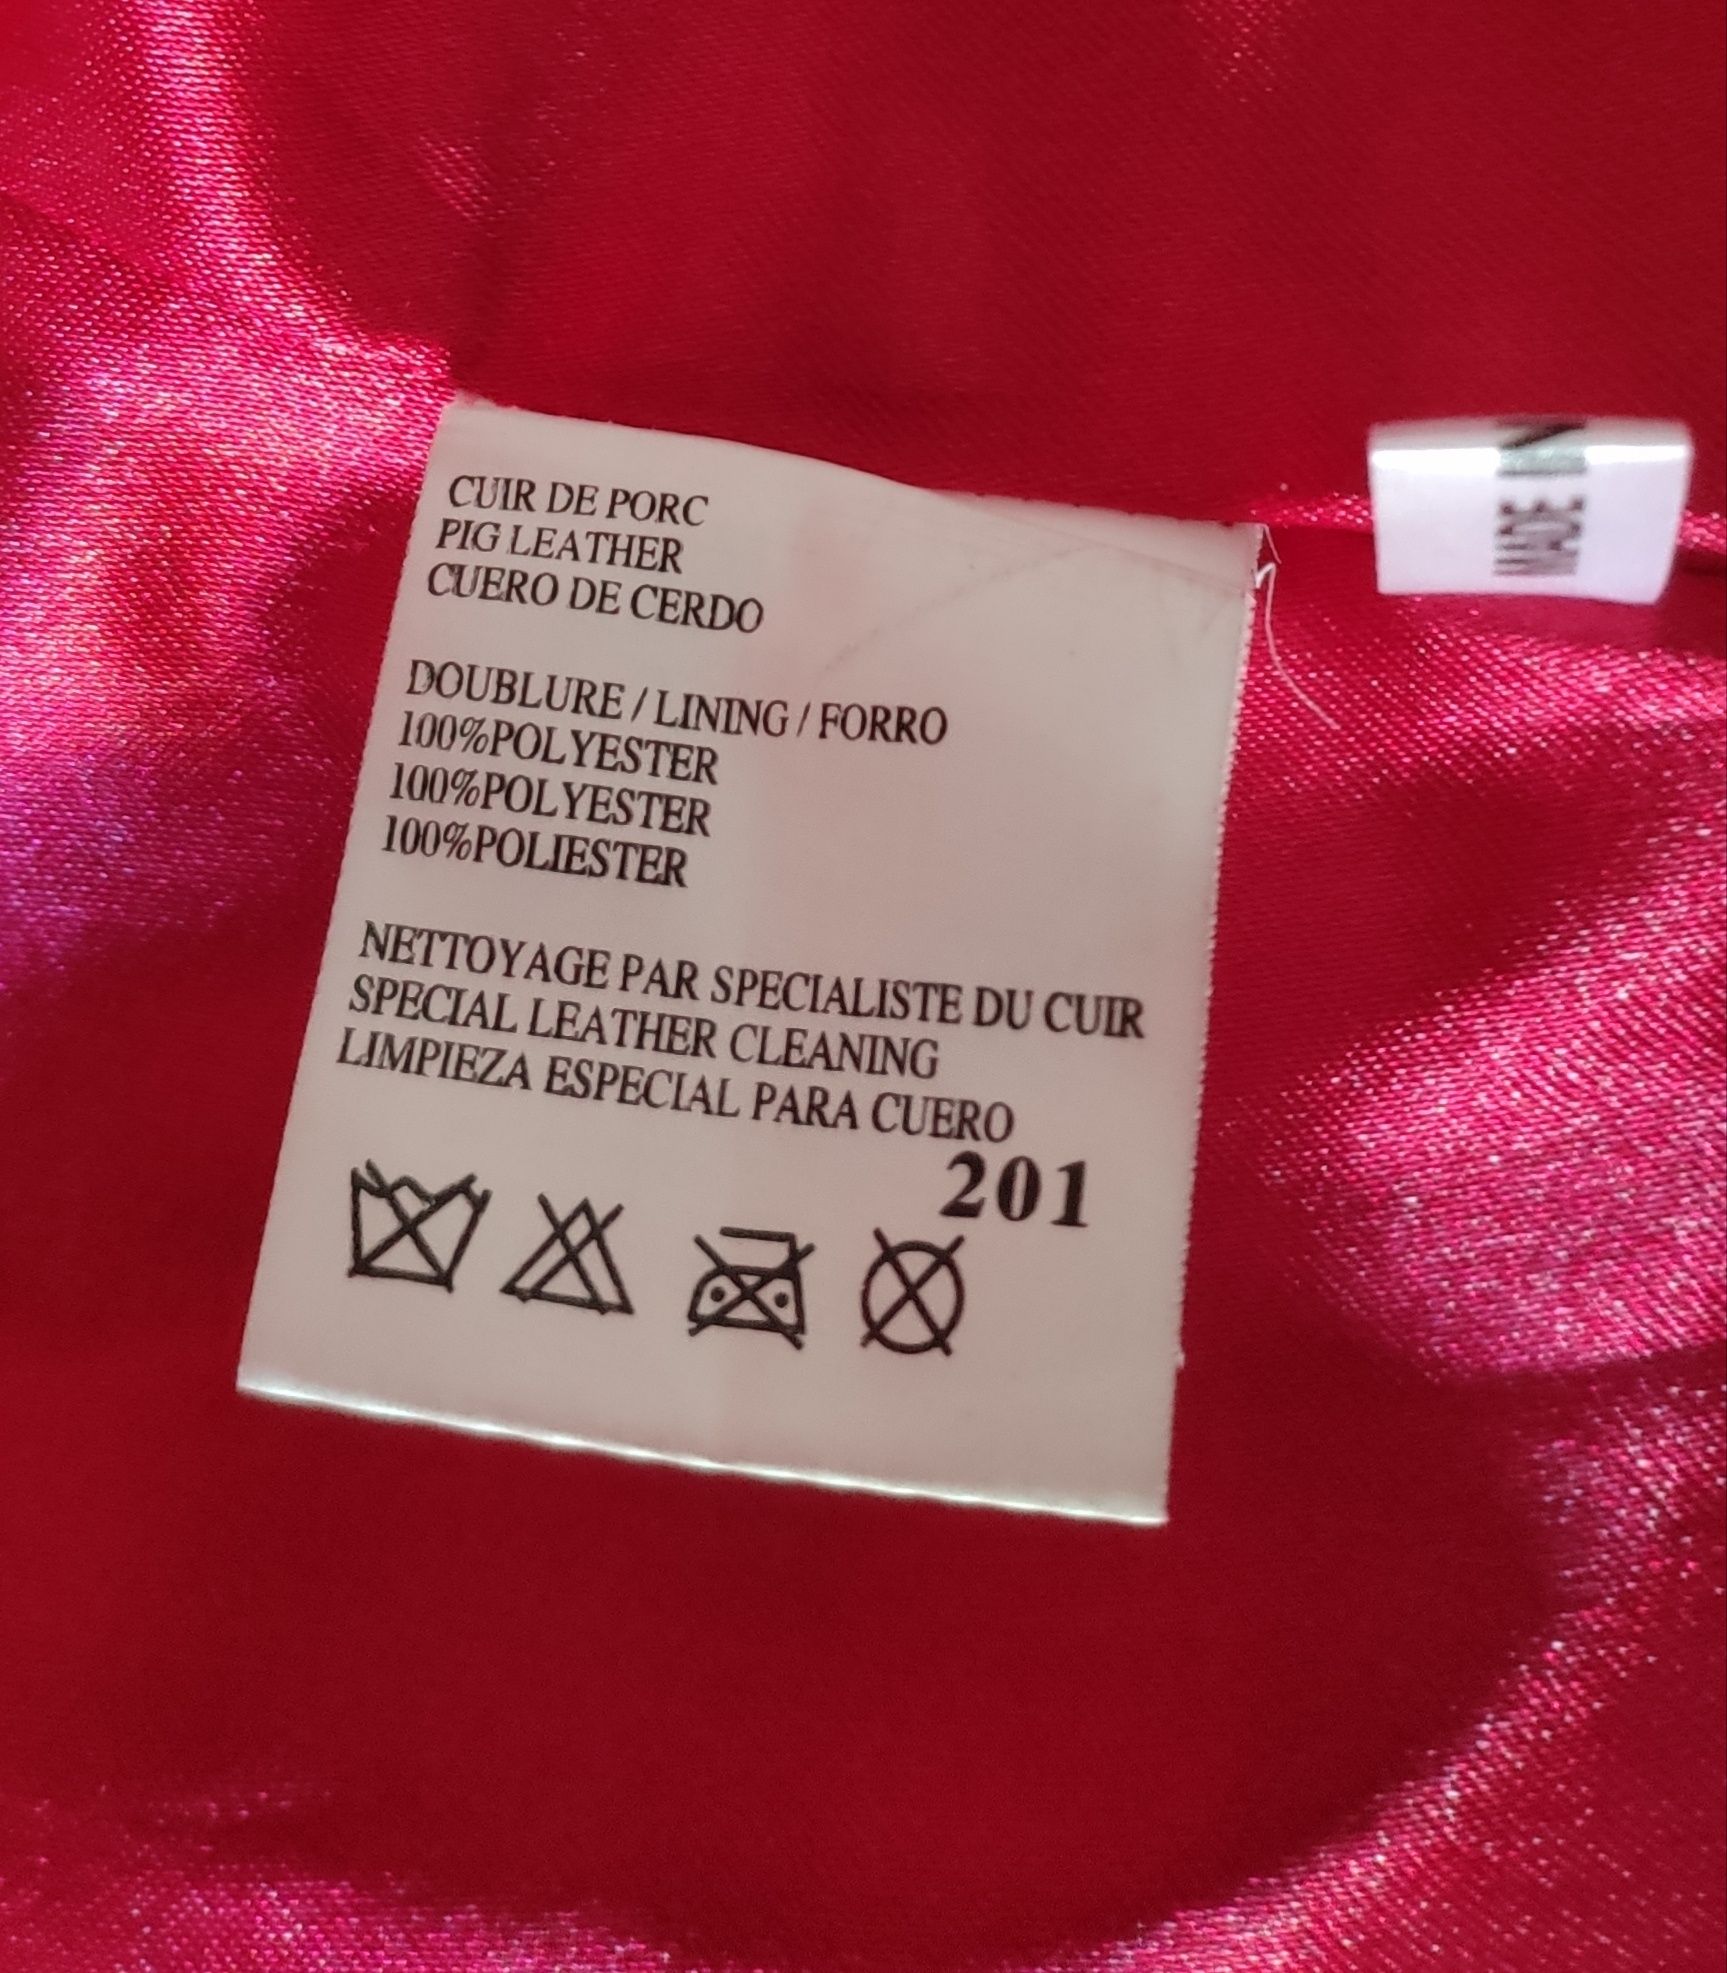 CUIR DE PORC
PIG LEATHER
CUERO DE CERDO
DOUBLURE / LINING / FORRO
100%POLYESTER
100%POLYESTER
100%POLIESTER
NETTOYAGE PAR SPECIALISTE DU CUIR
SPECIAL LEATHER CLEANING
LIMPIEZA ESPECIAL PARA CUERO
201
MADE IN